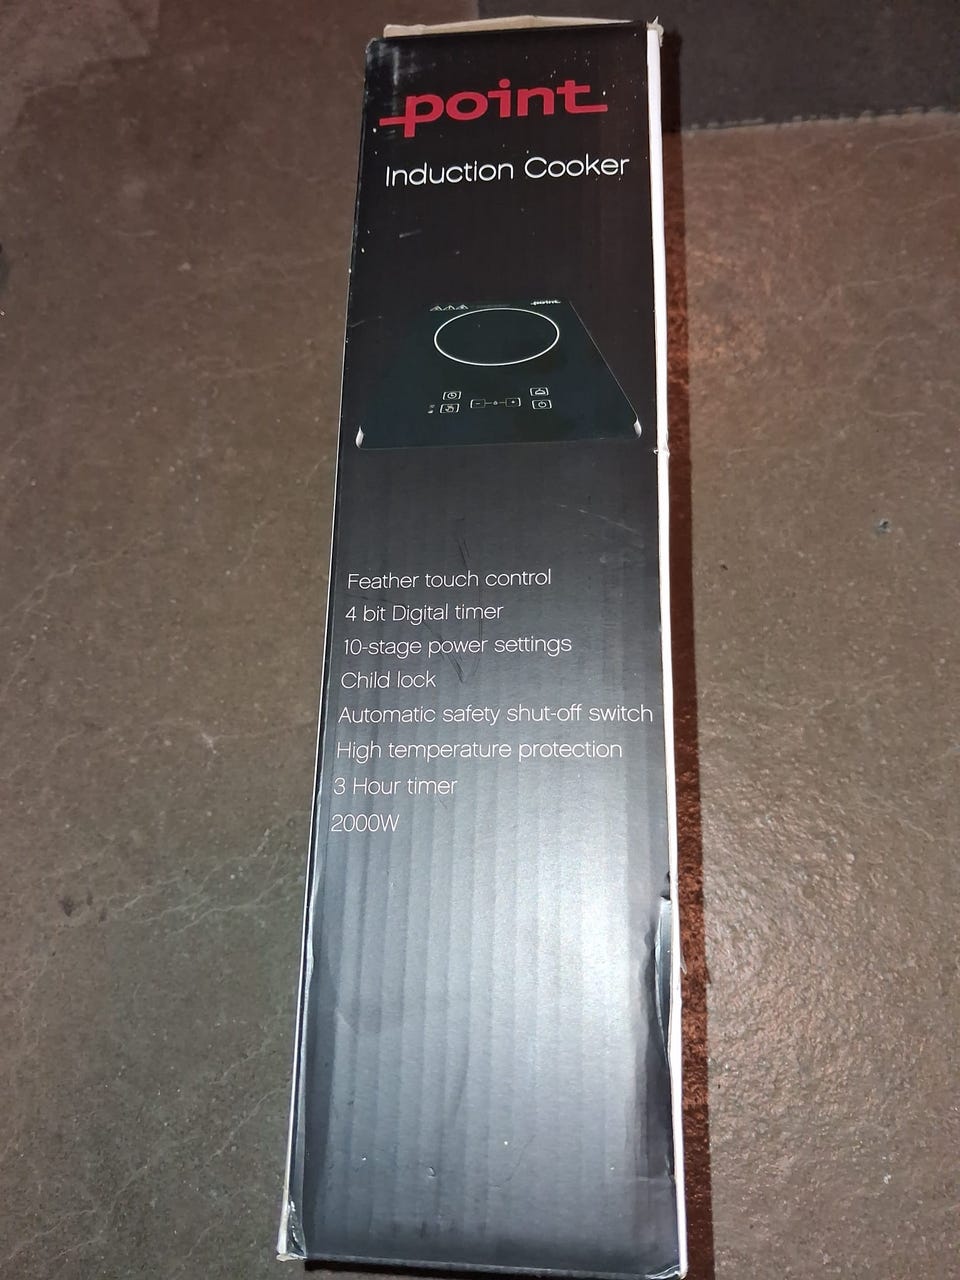 point
Induction Cooker
point
Feather touch control
4 bit Digital timer
10-stage power settings
Child lock
Automatic safety shut-off switch
High temperature protection
3 Hour timer
2000W